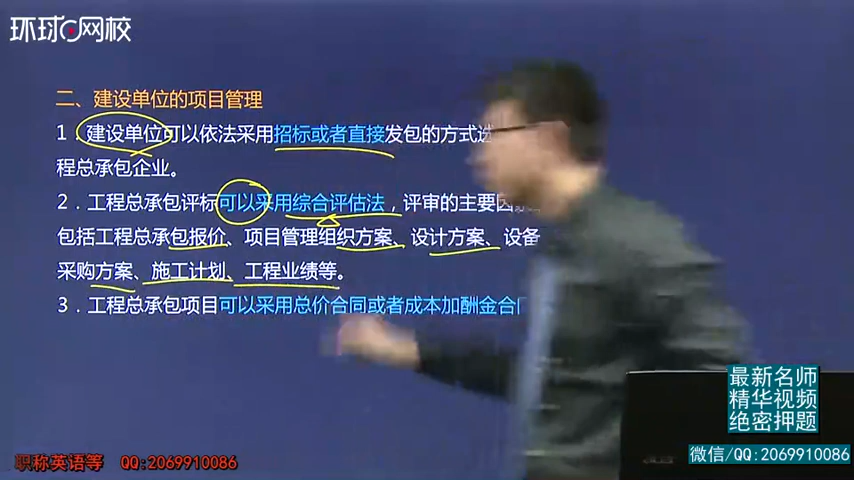 环球网校
二、建设单位的项目管理
1．建设单位可以依法采用招标或者直接发包的方式选
程总承包企业。
2．工程总承包评标可以采用综合评估法，评审的主要因
包括工程总承包报价、项目管理组织方案、设计方案、设备
采购方案、施工计划、工程业绩等。
3．工程总承包项目可以采用总价合同或者成本加酬金合
最新名师
精华视频
绝密押题
微信/QQ:2069910086
职称英语等 QQ:2069910086